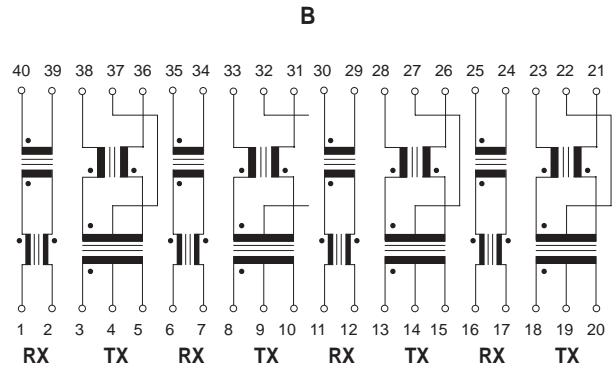 B
40 39 38 37 36 35 34 33 32 31 30 29 28 27 26 25 24 23 22 21
1 2 3 4 5 6 7 8 9 10 11 12 13 14 15 16 17 18 19 20
RX TX RX TX RX TX RX TX